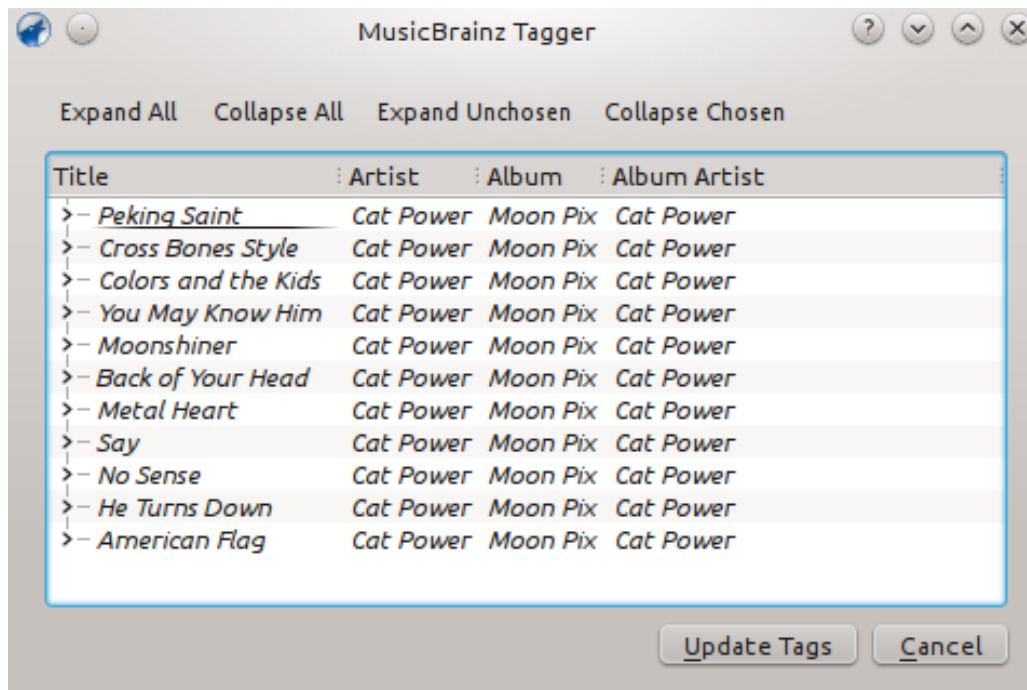 MusicBrainz Tagger
Expand All Collapse All Expand Unchosen Collapse Chosen
Title Artist Album Album Artist
Peking Saint Cat Power Moon Pix Cat Power
Cross Bones Style Cat Power Moon Pix Cat Power
Colors and the Kids Cat Power Moon Pix Cat Power
You May Know Him Cat Power Moon Pix Cat Power
Moonshiner Cat Power Moon Pix Cat Power
Back of Your Head Cat Power Moon Pix Cat Power
Metal Heart Cat Power Moon Pix Cat Power
Say Cat Power Moon Pix Cat Power
No Sense Cat Power Moon Pix Cat Power
He Turns Down Cat Power Moon Pix Cat Power
American Flag Cat Power Moon Pix Cat Power
Update Tags Cancel